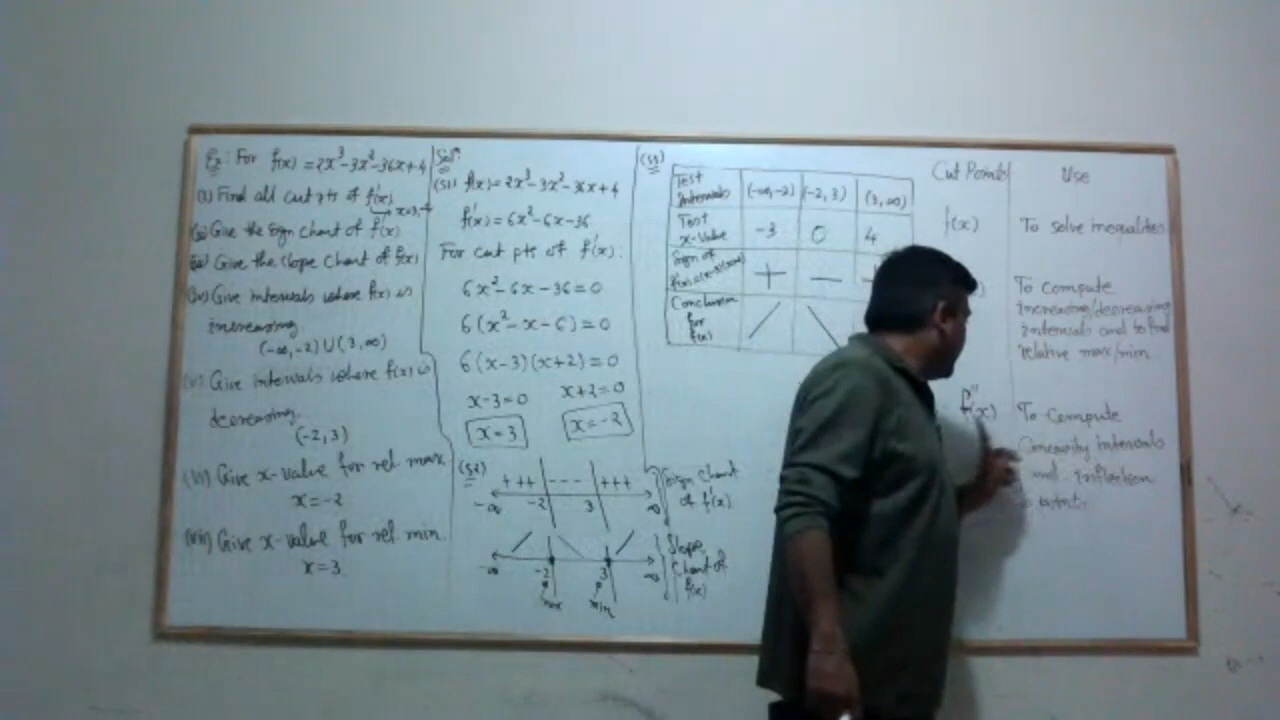 Ex: For f(x) = 2x³-3x²-36x+4
(i) Find all cut pts of f'(x)
(ii) Give the Sign Chart of f'(x)
(iii) Give the slope Chart of f(x)
(iv) Give intervals where f(x) is
increasing
(-∞, -2) U (3, ∞)
(v) Give intervals where f(x) is
decreasing
(-2, 3)
(vi) Give x-value for rel. max
x = -2
(vii) Give x-value for rel. min.
x = 3
Solⁿ:
(S1) f(x) = 2x³-3x²-36x+4
f'(x) = 6x²-6x-36
For cut pts of f'(x):
6x²-6x-36 = 0
6(x²-x-6) = 0
6(x-3)(x+2) = 0
x-3=0 x+2=0
x=3 x=-2
(S2)
+++ --- +++
-∞ -2 3 ∞
Sign Chart
of f'(x)
-∞ -2 3 ∞
max min
Slope
Chart of
f(x)
(S3)
Test
Intervals (-∞,-2) (-2,3) (3,∞)
Test
x-Value -3 0 4
Sign of
+ -
Conclusion
for
f(x)
Cut Points Use
f(x) To solve inequalities
To Compute
increasing/decreasing
intervals and to find
relative max/min
f''(x) To Compute
Concavity intervals
and inflection
points